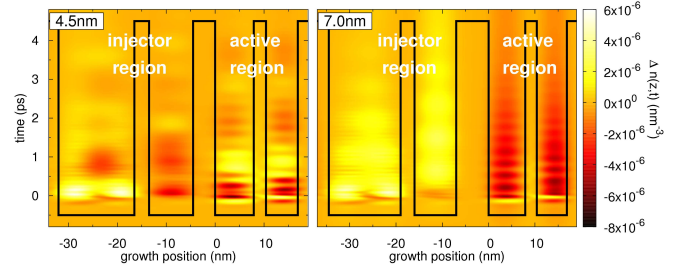 4.5nm
injector
region
active
region
7.0nm
injector
region
active
region
time (ps)
4
3
2
1
0
-30 -20 -10 0 10
growth position (nm)
-30 -20 -10 0 10
growth position (nm)
6x10-6
4x10-6
2x10-6
0x100
-2x10-6
-4x10-6
-6x10-6
-8x10-6
Δ n(z,t) (nm-3)